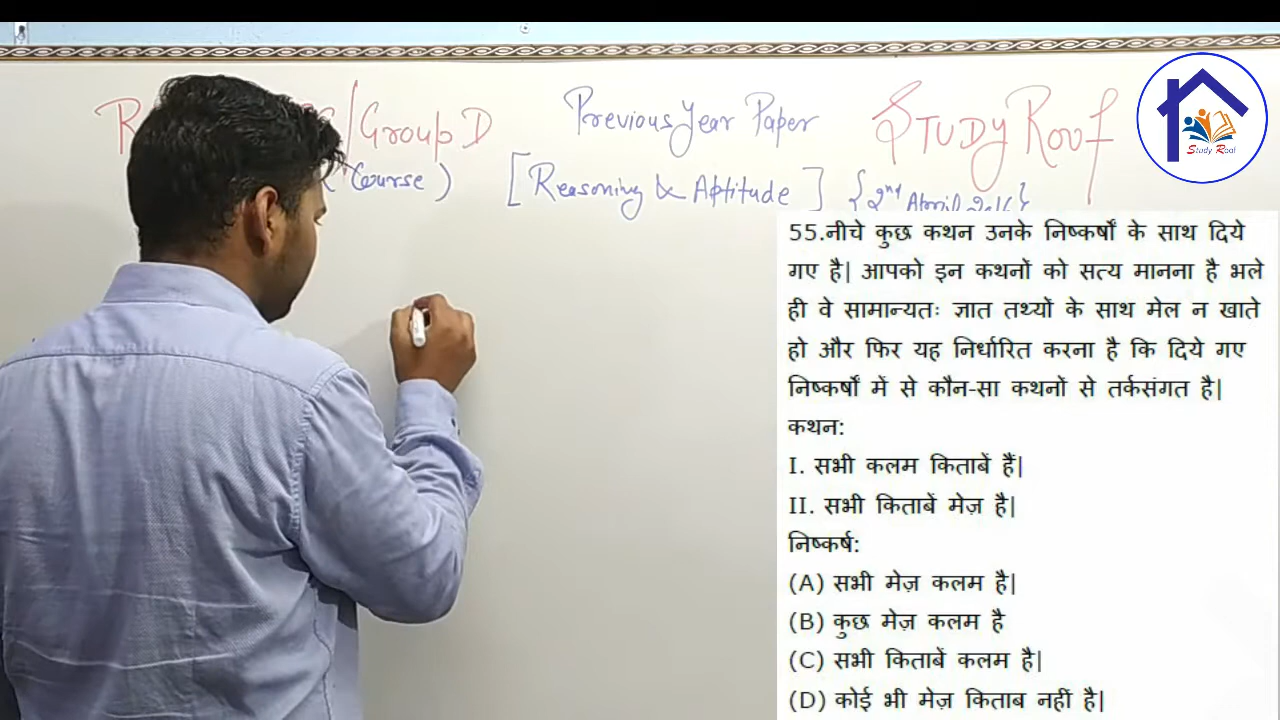 Group D
Previous Year Paper
STUDY Roof
Course )
[ Reasoning & Aptitude ]
{ 2nd April
Study Roof
55.नीचे कुछ कथन उनके निष्कर्षों के साथ दिये
गए है| आपको इन कथनों को सत्य मानना है भले
ही वे सामान्यतः ज्ञात तथ्यों के साथ मेल न खाते
हो और फिर यह निर्धारित करना है कि दिये गए
निष्कर्षों में से कौन-सा कथनों से तर्कसंगत है|
कथन:
I. सभी कलम किताबें हैं|
II. सभी किताबें मेज़ है|
निष्कर्ष:
(A) सभी मेज़ कलम है|
(B) कुछ मेज़ कलम है
(C) सभी किताबें कलम है|
(D) कोई भी मेज़ किताब नहीं है|